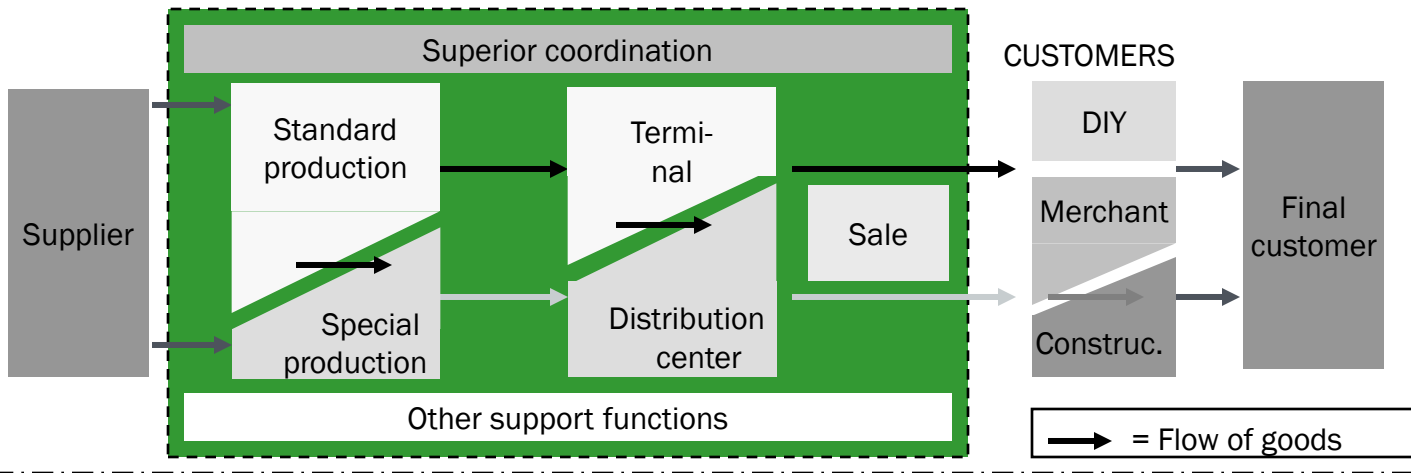 Superior coordination
CUSTOMERS
Supplier
Standard
production
Special
production
Termi-
nal
Distribution
center
Sale
DIY
Merchant
Construc.
Final
customer
Other support functions
= Flow of goods